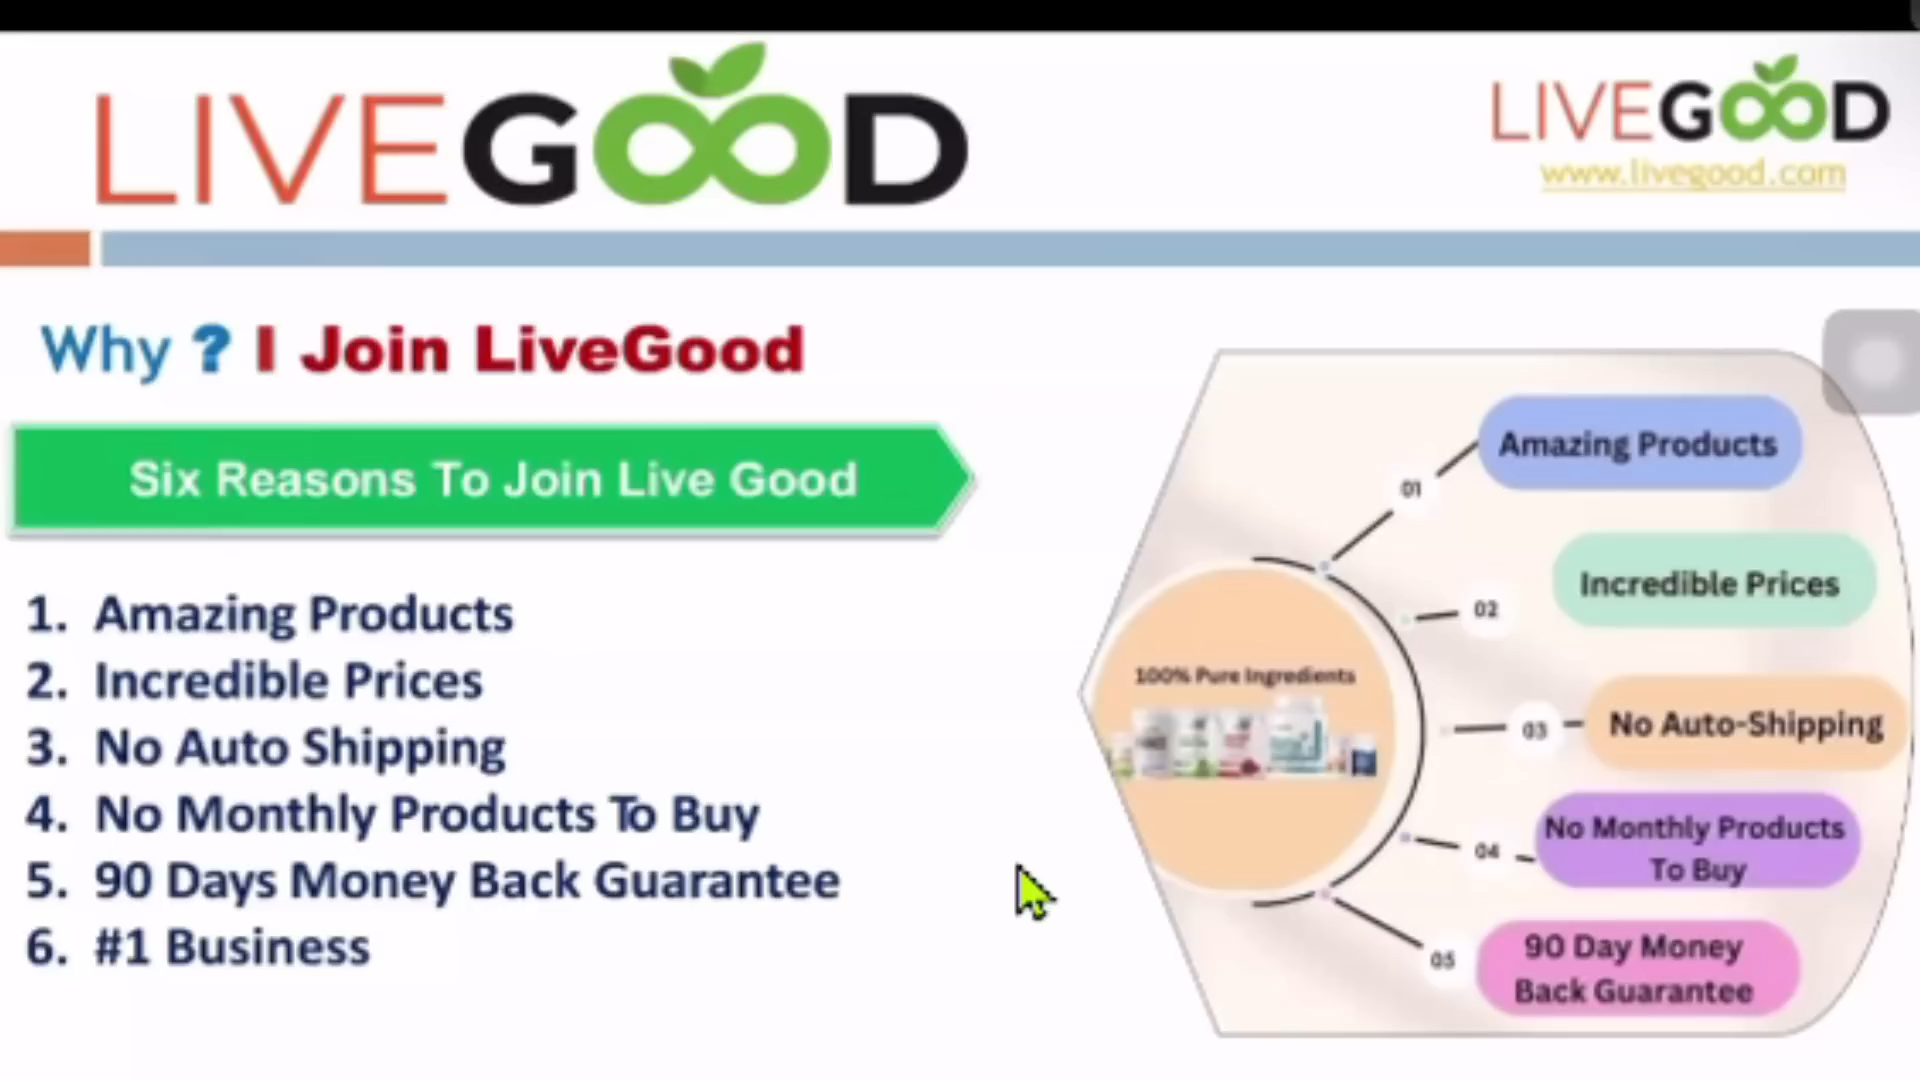 LIVEGOOD
LIVEGOOD
www.livegood.com
Why ? I Join LiveGood
Six Reasons To Join Live Good
1. Amazing Products
2. Incredible Prices
3. No Auto Shipping
4. No Monthly Products To Buy
5. 90 Days Money Back Guarantee
6. #1 Business
100% Pure Ingredients
01
Amazing Products
02
Incredible Prices
03
No Auto-Shipping
04
No Monthly Products
To Buy
05
90 Day Money
Back Guarantee